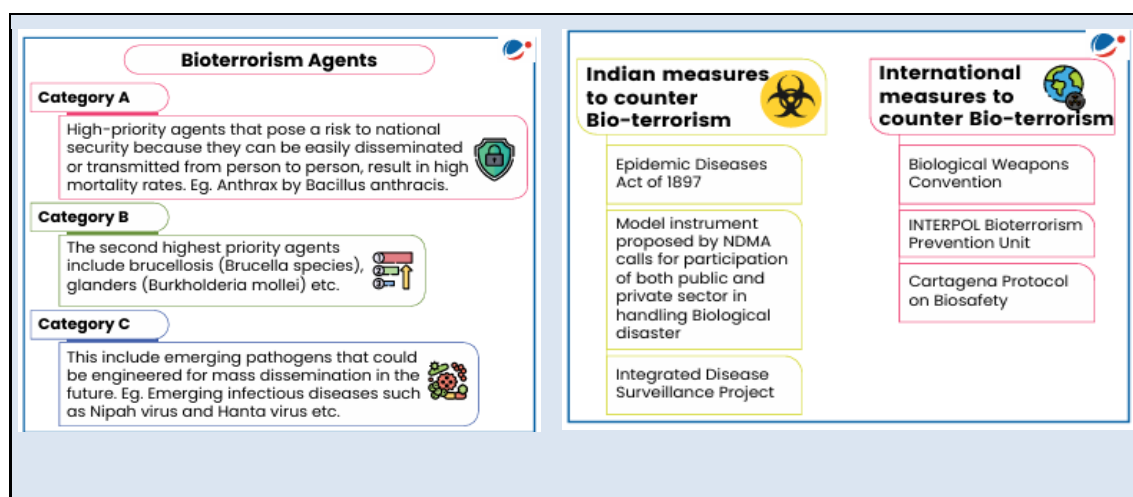 Bioterrorism Agents
Category A
High-priority agents that pose a risk to national
security because they can be easily disseminated
or transmitted from person to person, result in high
mortality rates. Eg. Anthrax by Bacillus anthracis.
Category B
The second highest priority agents
include brucellosis (Brucella species),
glanders (Burkholderia mollei) etc.
1
2
3
Category C
This include emerging pathogens that could
be engineered for mass dissemination in the
future. Eg. Emerging infectious diseases such
as Nipah virus and Hanta virus etc.
Indian measures
to counter
Bio-terrorism
Epidemic Diseases
Act of 1897
Model instrument
proposed by NDMA
calls for participation
of both public and
private sector in
handling Biological
disaster
Integrated Disease
Surveillance Project
International
measures to
counter Bio-terrorism
Biological Weapons
Convention
INTERPOL Bioterrorism
Prevention Unit
Cartagena Protocol
on Biosafety